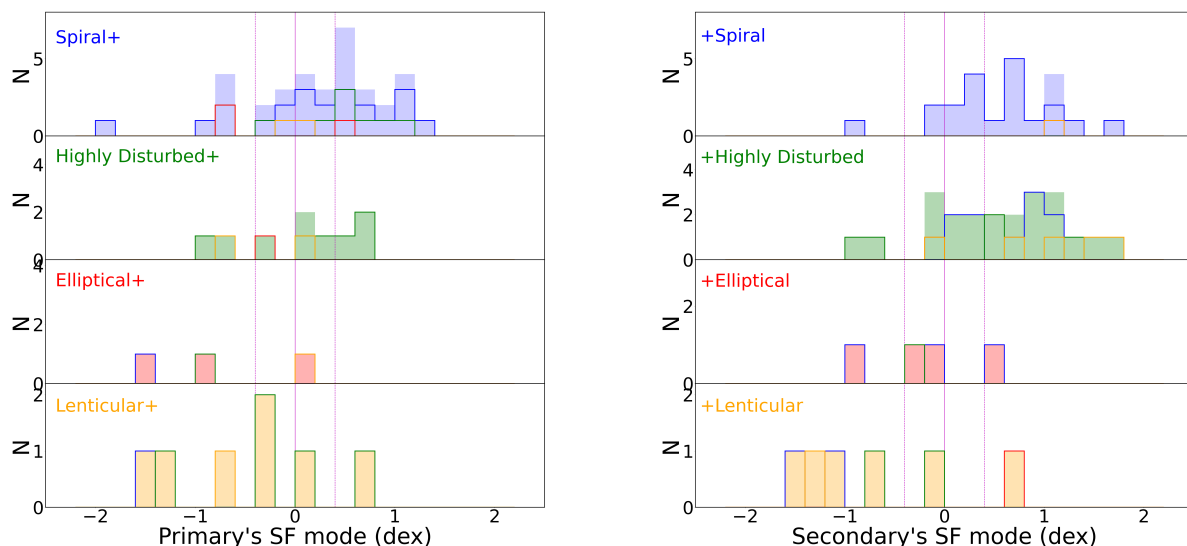 Spiral+
N
5
0
Highly Disturbed+
N
4
2
0
Elliptical+
N
4
2
0
Lenticular+
N
2
1
0
−2 −1 0 1 2
Primary's SF mode (dex)
+Spiral
N
5
0
+Highly Disturbed
N
4
2
0
+Elliptical
N
2
0
+Lenticular
N
2
1
0
−2 −1 0 1 2
Secondary's SF mode (dex)